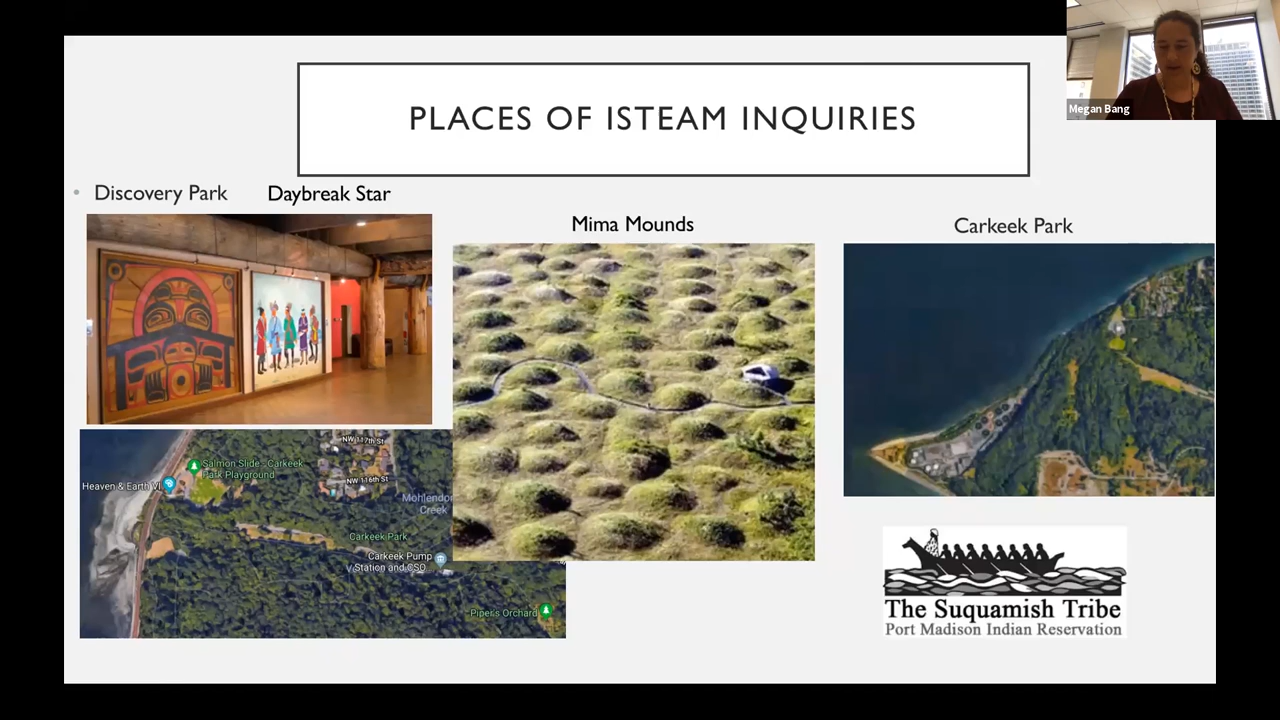 PLACES OF ISTEAM INQUIRIES
Megan Bang
• Discovery Park
Daybreak Star
Mima Mounds
Carkeek Park
NW 117th St
Salmon Slide - Carkeek
Park Playground
NW 116th St
Heaven & Earth VI
Mohlendor
Creek
Carkeek Park
Carkeek Pump
Station and CSO...
Piper's Orchard
The Suquamish Tribe
Port Madison Indian Reservation